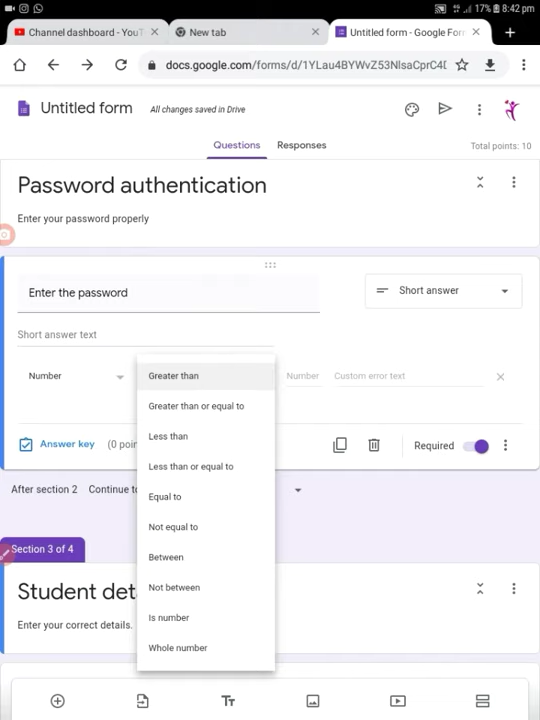 17% 8:42 pm
Channel dashboard - YouT
New tab
Untitled form - Google For
docs.google.com/forms/d/1YLau4BYWvZ53NlsaCprC4D
Untitled form
All changes saved in Drive
Questions
Responses
Total points: 10
Password authentication
Enter your password properly
Enter the password
Short answer
Short answer text
Number
Greater than
Number
Custom error text
Greater than or equal to
Less than
Answer key
(0 poin
Required
Less than or equal to
After section 2
Continue to
Equal to
Not equal to
Section 3 of 4
Between
Student det
Not between
Enter your correct details.
Is number
Whole number
Tт